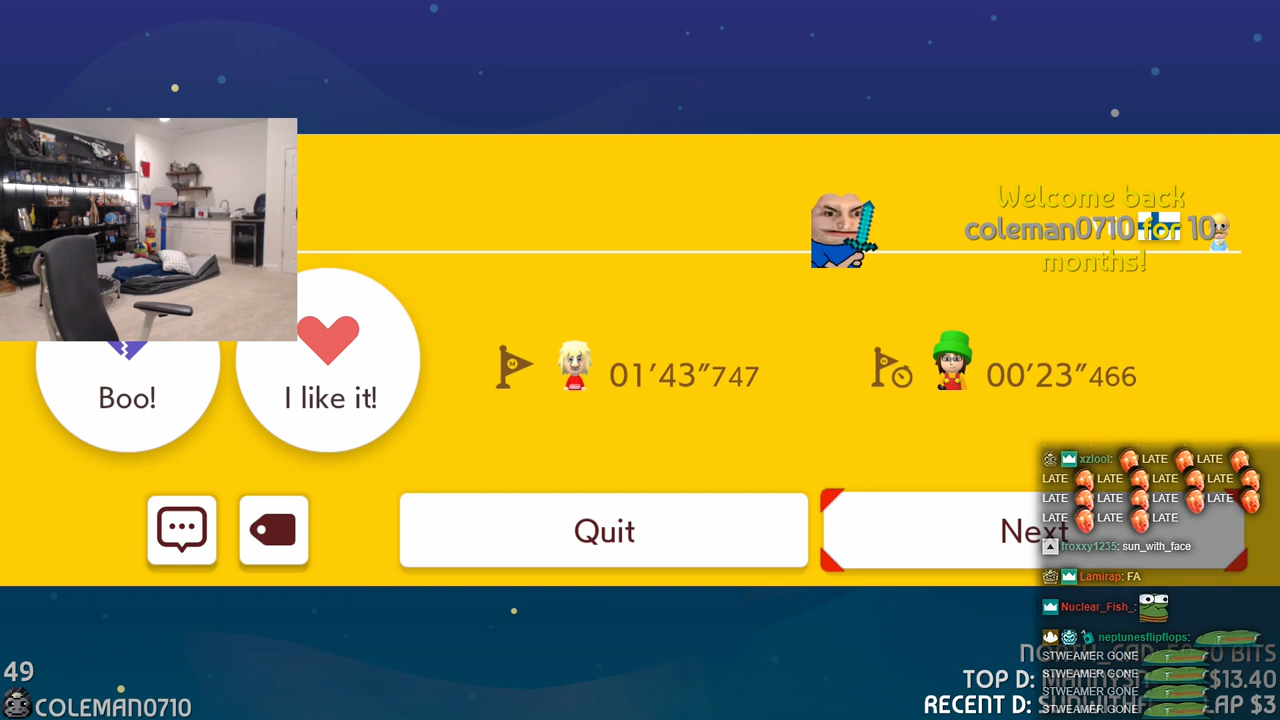 Welcome back
coleman0710 for 10
months!
Boo!
I like it!
M
01'43"747
M
00'23"466
Quit
Next
xzlool: LATE LATE
LATE LATE LATE LATE
LATE LATE LATE LATE
LATE LATE LATE
froxxy1235: sun_with_face
Lamirap: FA
Nuclear_Fish_:
neptunesflipflops:
STWEAMER GONE
STWEAMER GONE
STWEAMER GONE
STWEAMER GONE
BITS
TOP D: $13.40
RECENT D: LAP $3
49
COLEMAN0710